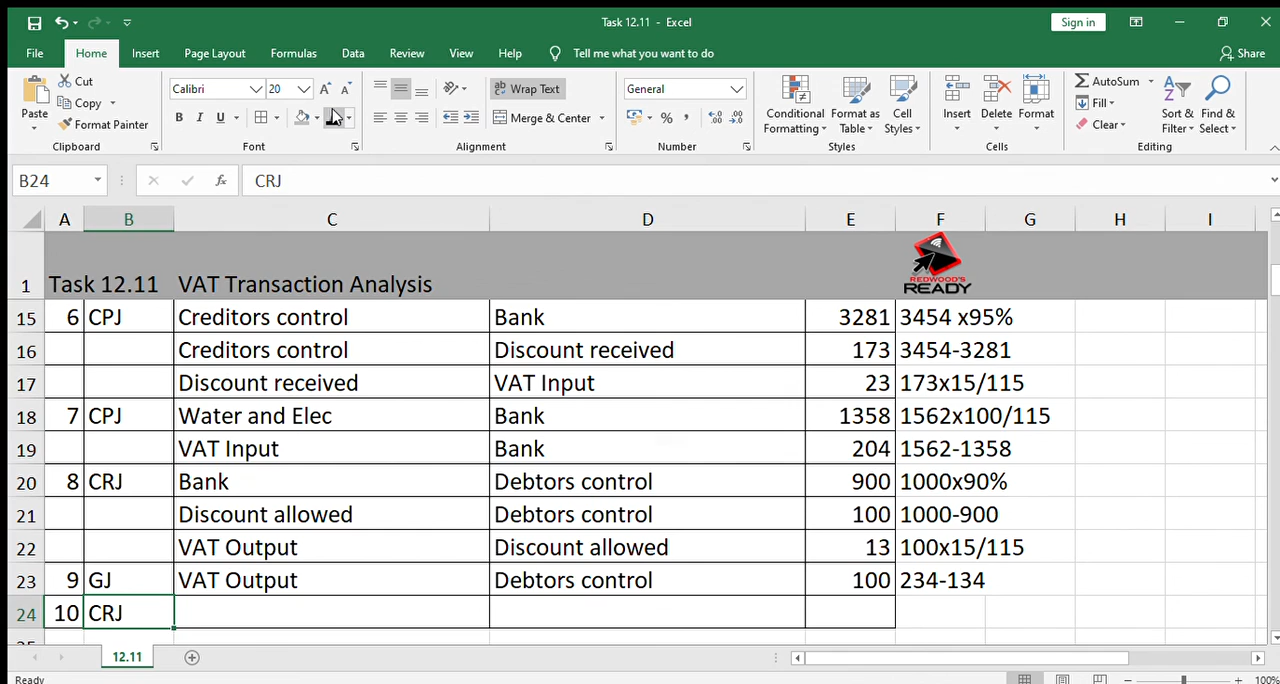 Task 12.11 - Excel
Sign in
File Home Insert Page Layout Formulas Data Review View Help Tell me what you want to do
Share
Paste
Cut
Copy
Format Painter
Clipboard
Calibri 20
B I U
Font
Wrap Text
Merge & Center
Alignment
General
%
Number
Conditional Formatting
Format as Table
Cell Styles
Styles
Insert Delete Format
Cells
AutoSum
Fill
Clear
Sort & Filter
Find & Select
Editing
B24 fx CRJ
A B C D E F G H I
1 Task 12.11 VAT Transaction Analysis
REDWOOD'S
READY
15 6 CPJ Creditors control Bank 3281 3454 x95%
16 Creditors control Discount received 173 3454-3281
17 Discount received VAT Input 23 173x15/115
18 7 CPJ Water and Elec Bank 1358 1562x100/115
19 VAT Input Bank 204 1562-1358
20 8 CRJ Bank Debtors control 900 1000x90%
21 Discount allowed Debtors control 100 1000-900
22 VAT Output Discount allowed 13 100x15/115
23 9 GJ VAT Output Debtors control 100 234-134
24 10 CRJ
12.11
Ready
100%